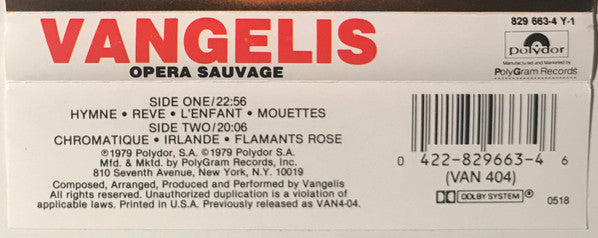 VANGELIS
OPERA SAUVAGE
829 663-4 Y-1
polydor
Manufactured and Marketed by
PolyGram Records
SIDE ONE/22:56
HYMNE • REVE • L'ENFANT • MOUETTES
SIDE TWO/20:06
CHROMATIQUE • IRLANDE • FLAMANTS ROSE
℗1979 Polydor, S.A. ©1979 Polydor S.A.
Mfd. & Mktd. by PolyGram Records, Inc.
810 Seventh Avenue, New York, N.Y. 10019
Composed, Arranged, Produced and Performed by Vangelis
All rights reserved. Unauthorized duplication is a violation of
applicable laws. Printed in U.S.A. Previously released as VAN4-04.
0 422-829663-4 6
(VAN 404)
DOLBY SYSTEM
0518